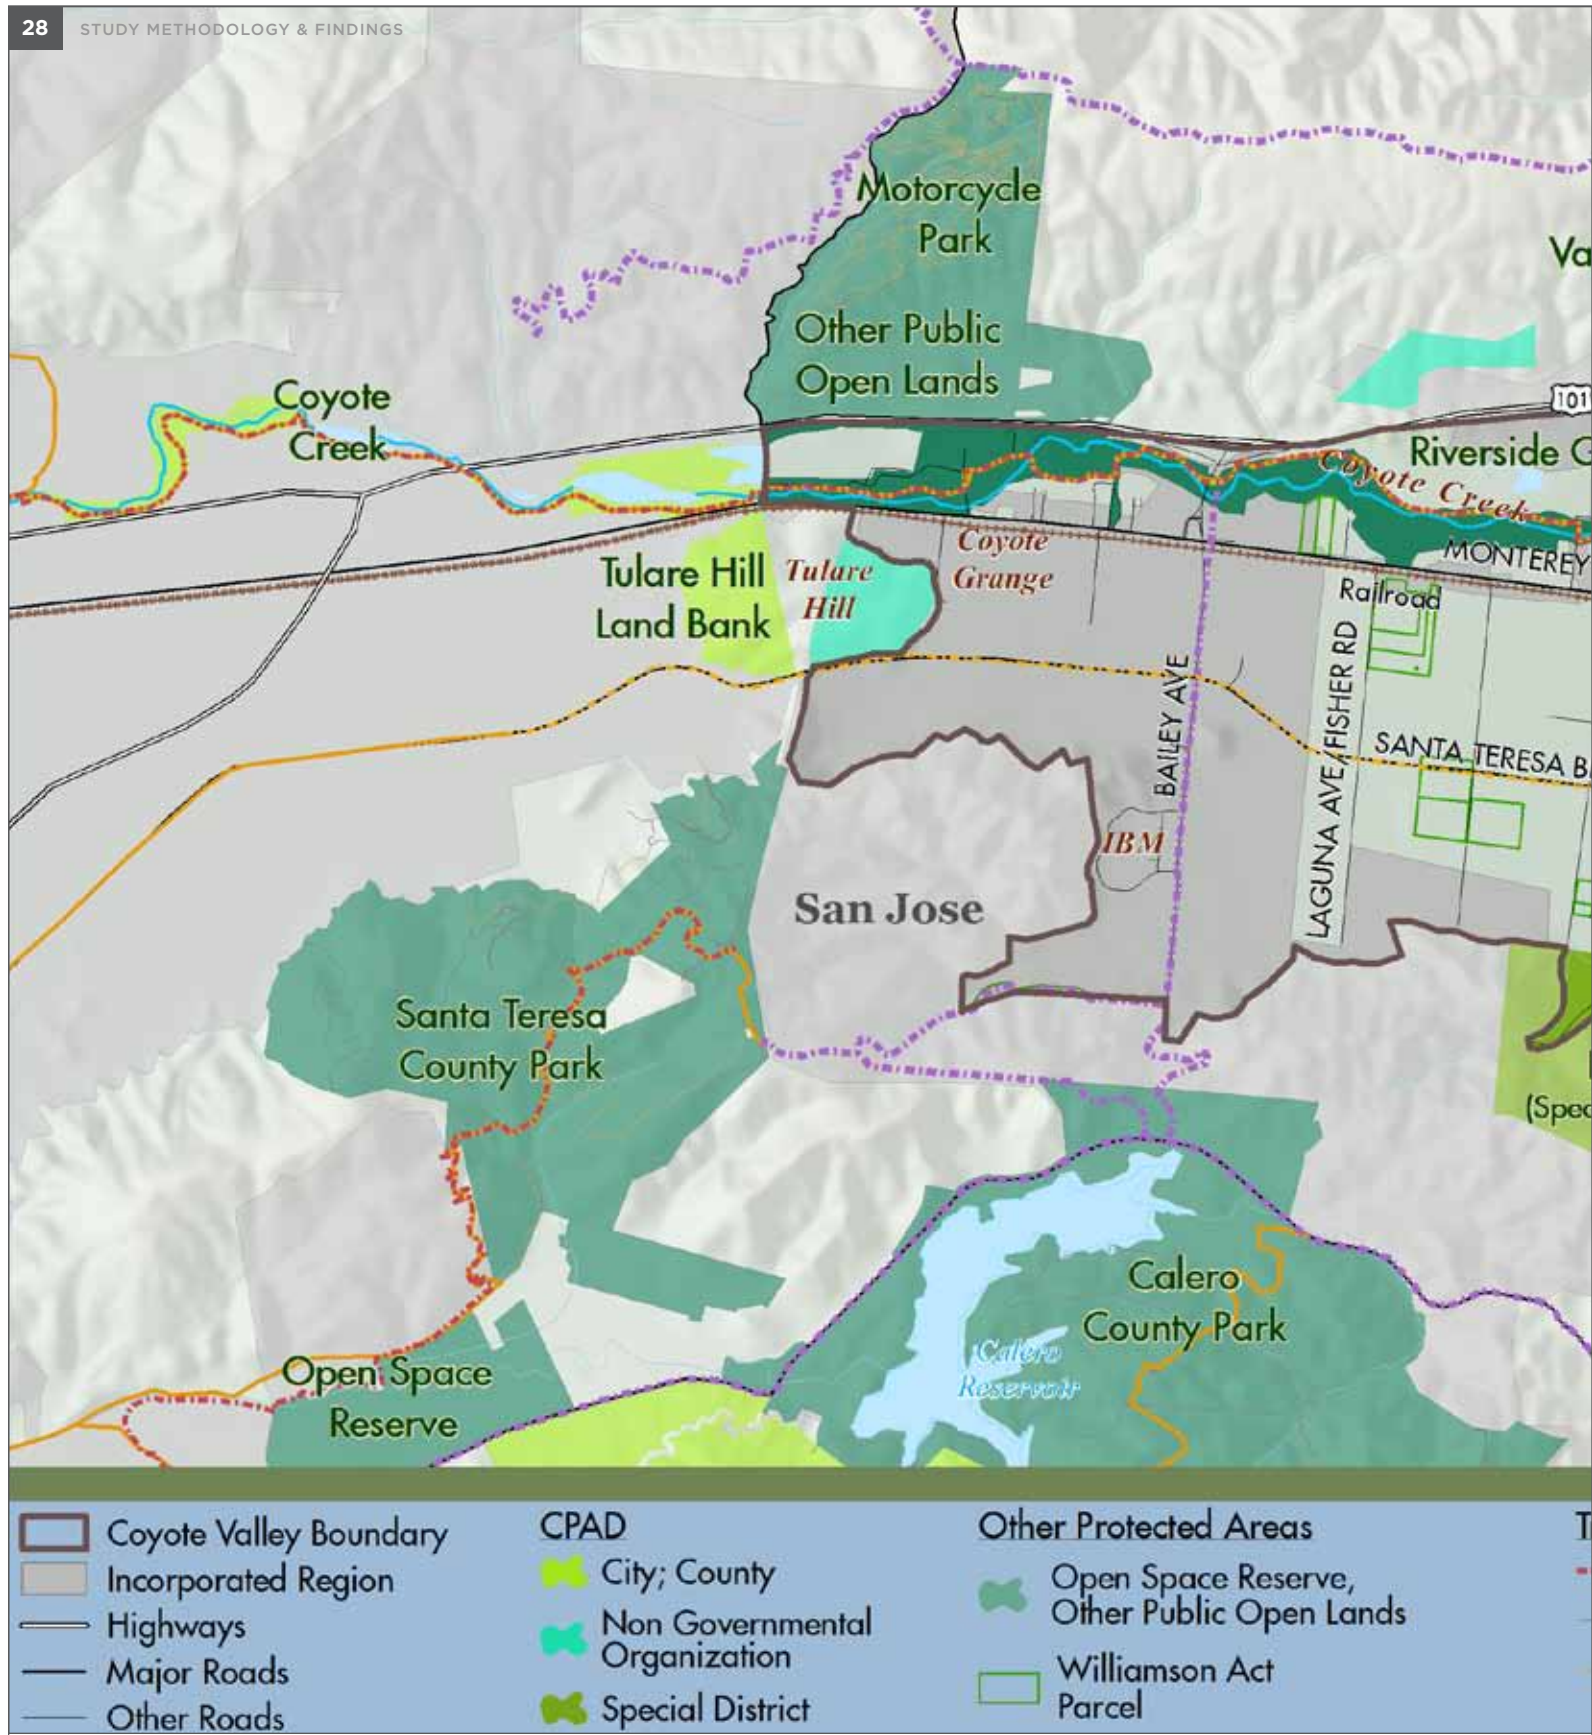 28 STUDY METHODOLOGY & FINDINGS
Motorcycle
Park
Va
Other Public
Open Lands
Coyote
Creek
101
Riverside G
Coyote Creek
Coyote
Grange
MONTEREY
Tulare Hill
Land Bank
Tulare
Hill
Railroad
BAILEY AVE
LAGUNA AVE/FISHER RD
SANTA TERESA B
IBM
San Jose
Santa Teresa
County Park
(Spec
Calero
County Park
Calero
Reservoir
Open Space
Reserve
Coyote Valley Boundary
Incorporated Region
Highways
Major Roads
Other Roads
CPAD
City; County
Non Governmental
Organization
Special District
Other Protected Areas
Open Space Reserve,
Other Public Open Lands
Williamson Act
Parcel
T